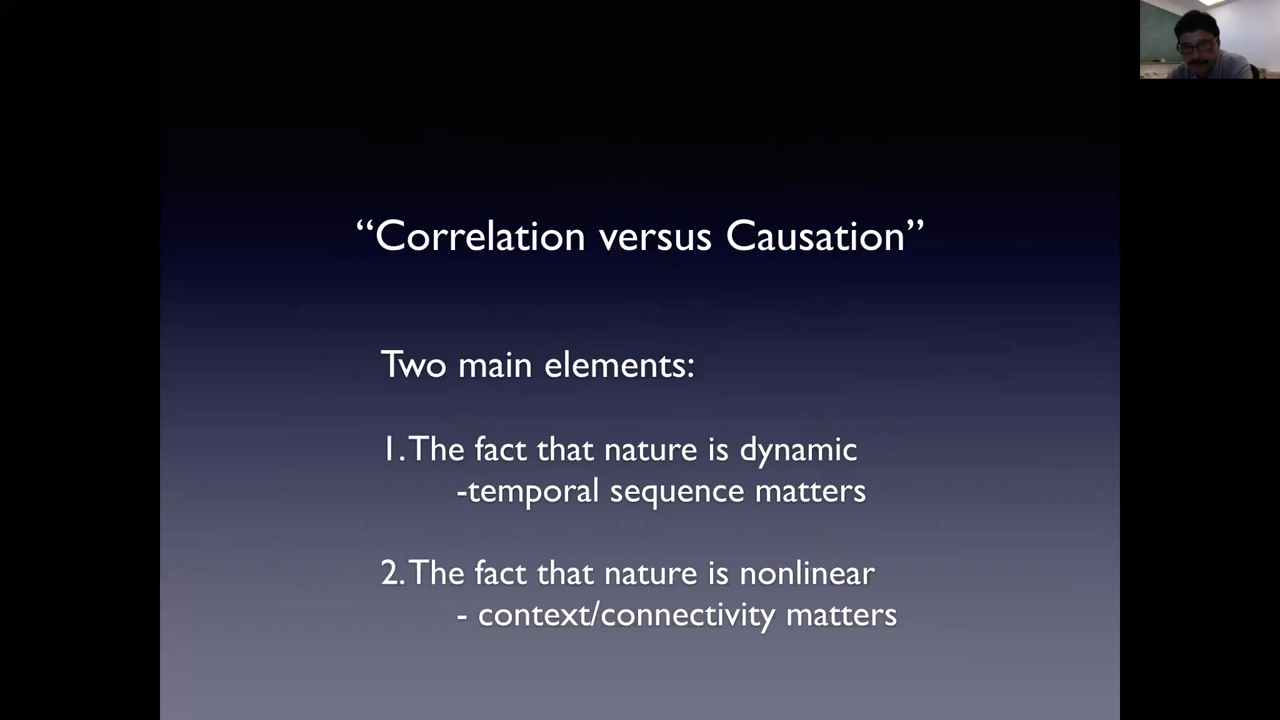 “Correlation versus Causation”
Two main elements:
1. The fact that nature is dynamic
-temporal sequence matters
2. The fact that nature is nonlinear
- context/connectivity matters